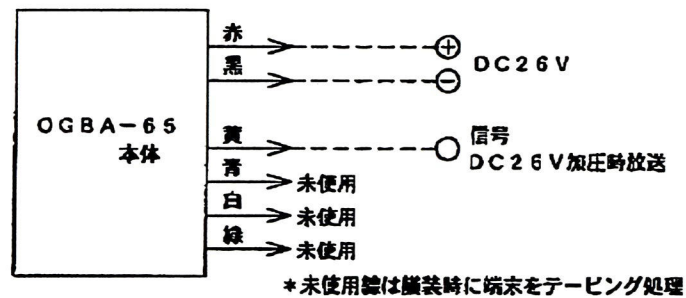 赤
⊕
DC26V
黒
⊖
OGBA-65
本体
黄
信号
DC26V加圧時放送
青
未使用
白
未使用
緑
未使用
*未使用線は艤装時に端末をテーピング処理